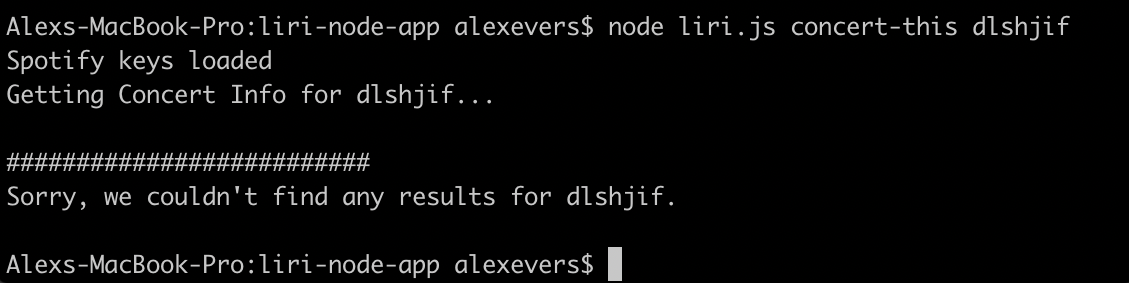 Alexs-MacBook-Pro:liri-node-app alexevers$ node liri.js concert-this dlshjif
Spotify keys loaded
Getting Concert Info for dlshjif...
##########################
Sorry, we couldn't find any results for dlshjif.
Alexs-MacBook-Pro:liri-node-app alexevers$